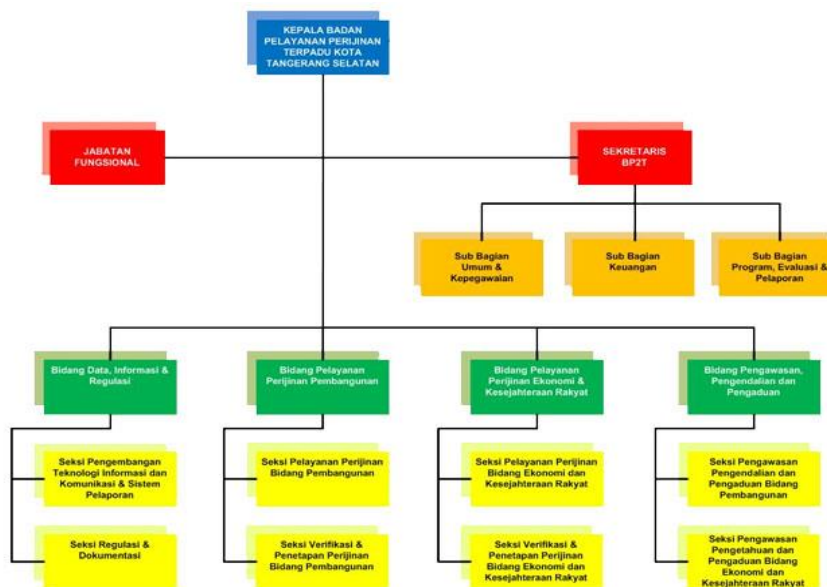 KEPALA BADAN
PELAYANAN PERIJINAN
TERPADU KOTA
TANGERANG SELATAN
JABATAN
FUNGSIONAL
SEKRETARIS
BP2T
Sub Bagian
Umum &
Kepegawaian
Sub Bagian
Keuangan
Sub Bagian
Program, Evaluasi &
Pelaporan
Bidang Data, Informasi &
Regulasi
Bidang Pelayanan
Perijinan Pembangunan
Bidang Pelayanan
Perijinan Ekonomi &
Kesejahteraan Rakyat
Bidang Pengawasan,
Pengendalian dan
Pengaduan
Seksi Pengembangan
Teknologi Informasi dan
Komunikasi & Sistem
Pelaporan
Seksi Pelayanan Perijinan
Bidang Pembangunan
Seksi Pelayanan Perijinan
Bidang Ekonomi dan
Kesejahteraan Rakyat
Seksi Pengawasan
Pengendalian dan
Pengaduan Bidang
Pembangunan
Seksi Regulasi &
Dokumentasi
Seksi Verifikasi &
Penetapan Perijinan
Bidang Pembangunan
Seksi Verifikasi &
Penetapan Perijinan
Bidang Ekonomi dan
Kesejahteraan Rakyat
Seksi Pengawasan
Pengetahuan dan
Pengaduan Bidang
Ekonomi dan
Kesejahteraan Rakyat